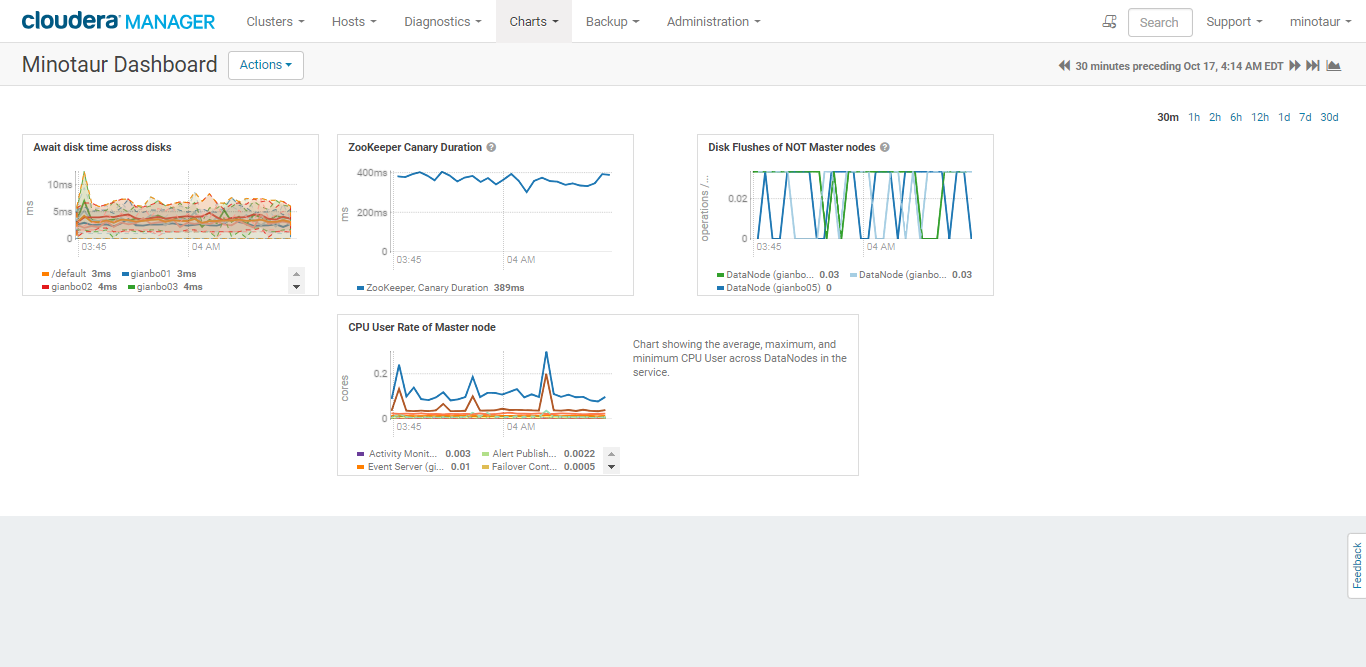 cloudera MANAGER Clusters Hosts Diagnostics Charts Backup Administration Search Support minotaur
Minotaur Dashboard Actions 30 minutes preceding Oct 17, 4:14 AM EDT
30m 1h 2h 6h 12h 1d 7d 30d
Await disk time across disks
10ms
5ms
0
ms
03:45 04 AM
/default 3ms gianbo01 3ms
gianbo02 4ms gianbo03 4ms
ZooKeeper Canary Duration ?
400ms
200ms
0
ms
03:45 04 AM
ZooKeeper, Canary Duration 389ms
Disk Flushes of NOT Master nodes ?
operations /...
0.02
0
03:45 04 AM
DataNode (gianbo... 0.03 DataNode (gianbo... 0.03
DataNode (gianbo05) 0
CPU User Rate of Master node
cores
0.2
0
03:45 04 AM
Activity Monit... 0.003 Alert Publish... 0.0022
Event Server (gi... 0.01 Failover Cont... 0.0005
Chart showing the average, maximum, and
minimum CPU User across DataNodes in the
service.
Feedback